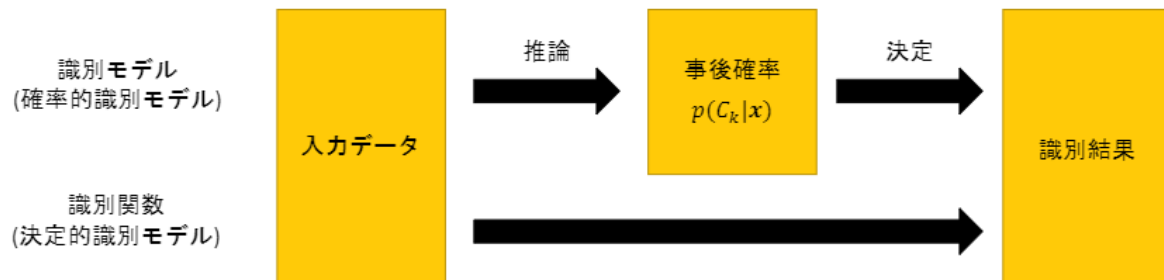 識別モデル
(確率的識別モデル)
入力データ
推論
事後確率
p(C_k|x)
決定
識別結果
識別関数
(決定的識別モデル)